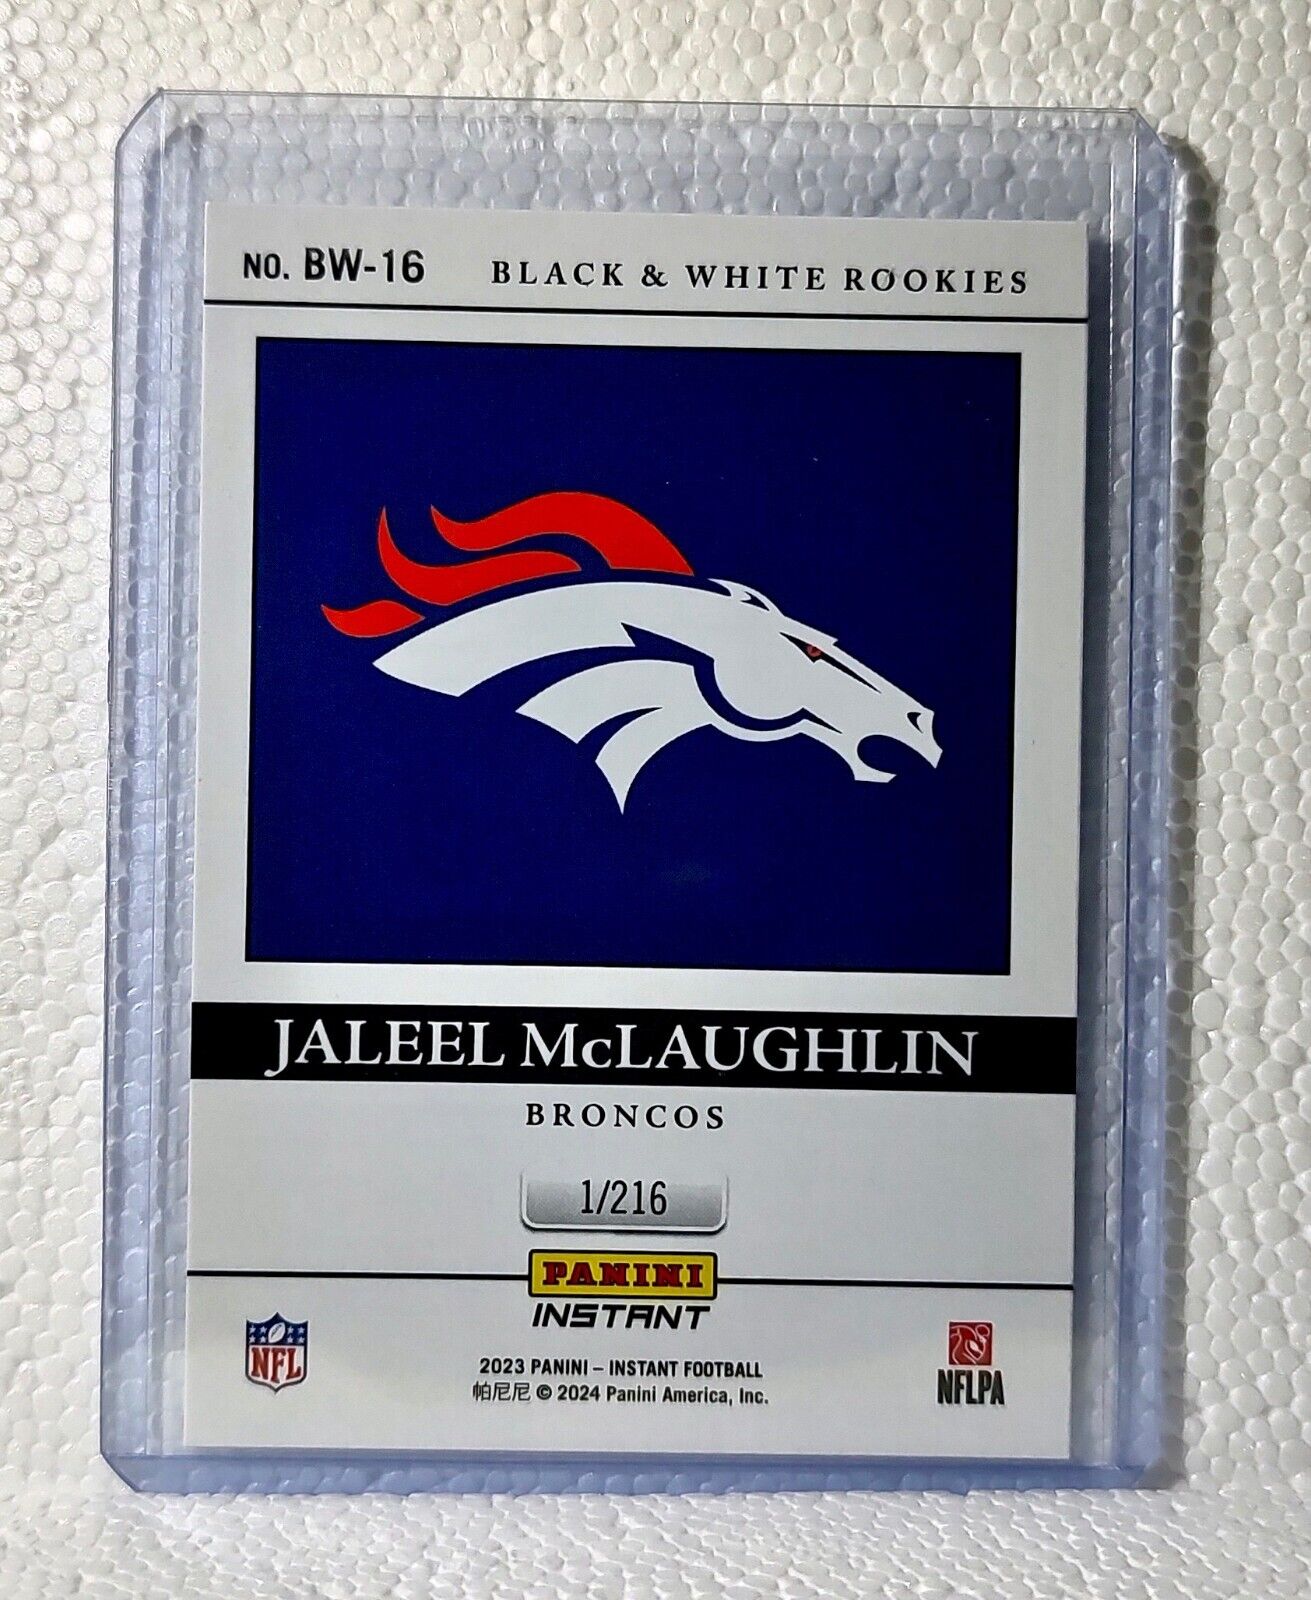 NO. BW-16 BLACK & WHITE ROOKIES
JALEEL McLAUGHLIN
BRONCOS
1/216
PANINI
INSTANT
NFL
2023 PANINI – INSTANT FOOTBALL
帕尼尼 © 2024 Panini America, Inc.
NFLPA